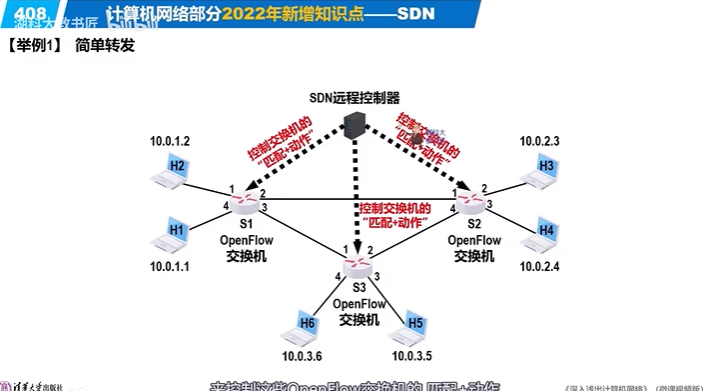 408 计算机网络部分2022年新增知识点——SDN
湖科大教书匠 bilibili
【举例1】 简单转发
SDN远程控制器
控制交换机的
“匹配+动作”
控制交换机的
“匹配+动作”
控制交换机的
“匹配+动作”
10.0.1.2
H2
H1
10.0.1.1
1 2
4 3
S1
OpenFlow
交换机
10.0.2.3
H3
H4
10.0.2.4
1 2
4 3
S2
OpenFlow
交换机
1 2
4 3
S3
OpenFlow
交换机
H6
10.0.3.6
H5
10.0.3.5
清华大学出版社
来控制这些OpenFlow交换机的 匹配+动作
《深入浅出计算机网络》（微课视频版）